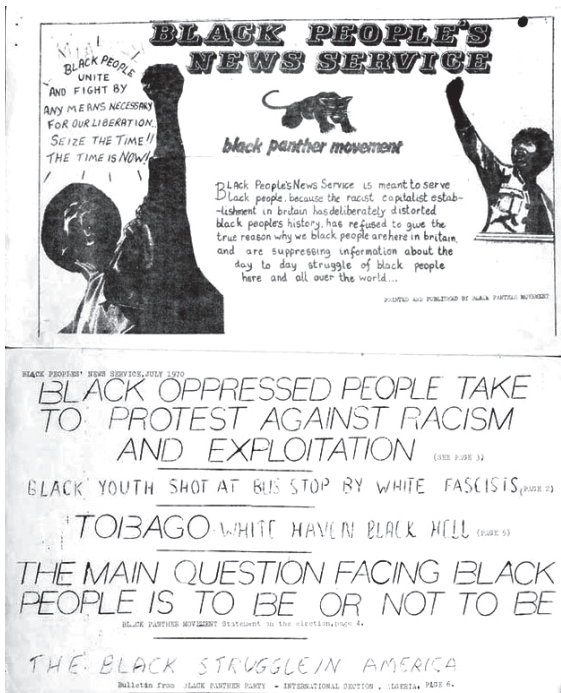 BLACK PEOPLE'S
NEWS SERVICE
BLACK PEOPLE
UNITE
AND FIGHT BY
ANY MEANS NECESSARY
FOR OUR LIBERATION.
SEIZE THE TIME!!
THE TIME IS NOW!
black panther movement
BLACK People's News Service is meant to serve
black people, because the racist capitalist estab-
-lishment in britain has deliberately distorted
black people's history, has refused to give the
true reason why we black people are here in britain,
and are suppressing information about the
day to day struggle of black people
here and all over the world...
PRINTED AND PUBLISHED BY BLACK PANTHER MOVEMENT
BLACK PEOPLES' NEWS SERVICE, JULY 1970
BLACK OPPRESSED PEOPLE TAKE
TO PROTEST AGAINST RACISM
AND EXPLOITATION (SEE PAGE 3)
BLACK YOUTH SHOT AT BUS STOP BY WHITE FASCISTS (PAGE 2)
TOBAGO WHITE HAVEN BLACK HELL (PAGE 5)
THE MAIN QUESTION FACING BLACK
PEOPLE IS TO BE OR NOT TO BE
BLACK PANTHER MOVEMENT Statement on the election, page 4.
THE BLACK STRUGGLE IN AMERICA
Bulletin from BLACK PANTHER PARTY - INTERNATIONAL SECTION, ALGERIA, PAGE 6.